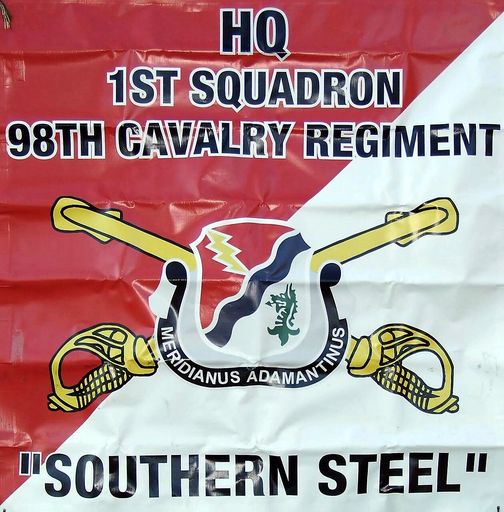 HQ
1ST SQUADRON
98TH CAVALRY REGIMENT
MERIDIANUS ADAMANTINUS
"SOUTHERN STEEL"